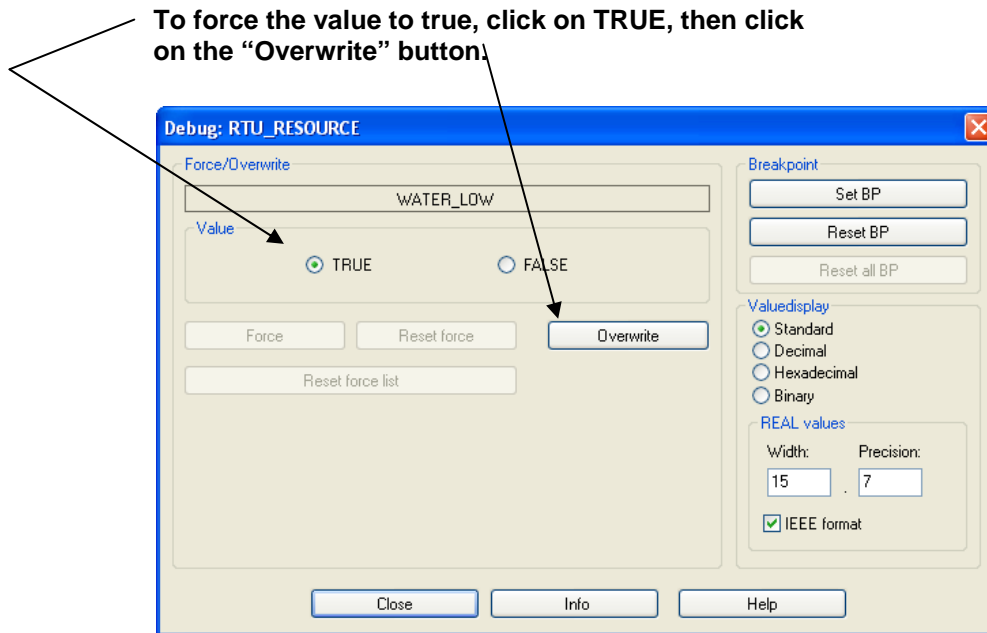 To force the value to true, click on TRUE, then click
on the “Overwrite” button.
Debug: RTU_RESOURCE
Force/Overwrite
WATER_LOW
Value
TRUE FALSE
Force Reset force Overwrite
Reset force list
Breakpoint
Set BP
Reset BP
Reset all BP
Valuedisplay
Standard
Decimal
Hexadecimal
Binary
REAL values
Width: Precision:
15 . 7
IEEE format
Close Info Help